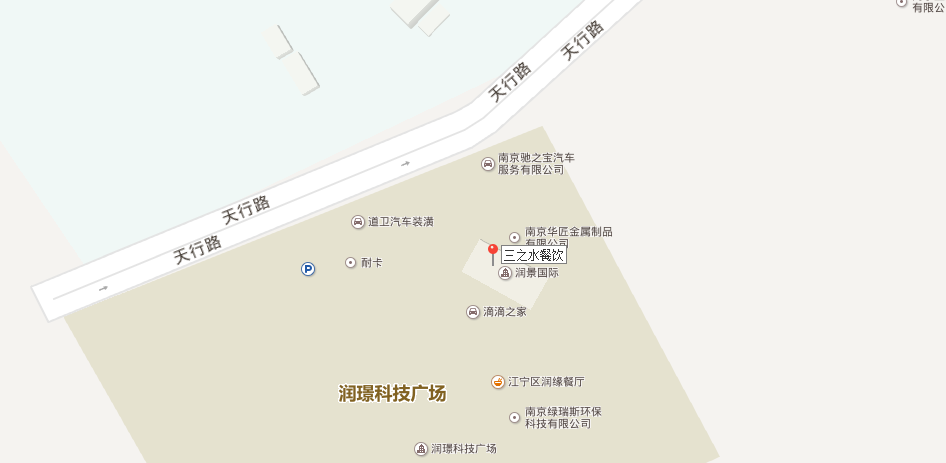 有限公
天行路
天行路
南京驰之宝汽车
服务有限公司
天行路
道卫汽车装潢
南京华匠金属制品
有限公司
天行路
三之水餐饮
P
耐卡
润景国际
滴滴之家
江宁区润缘餐厅
润璟科技广场
南京绿瑞斯环保
科技有限公司
润璟科技广场